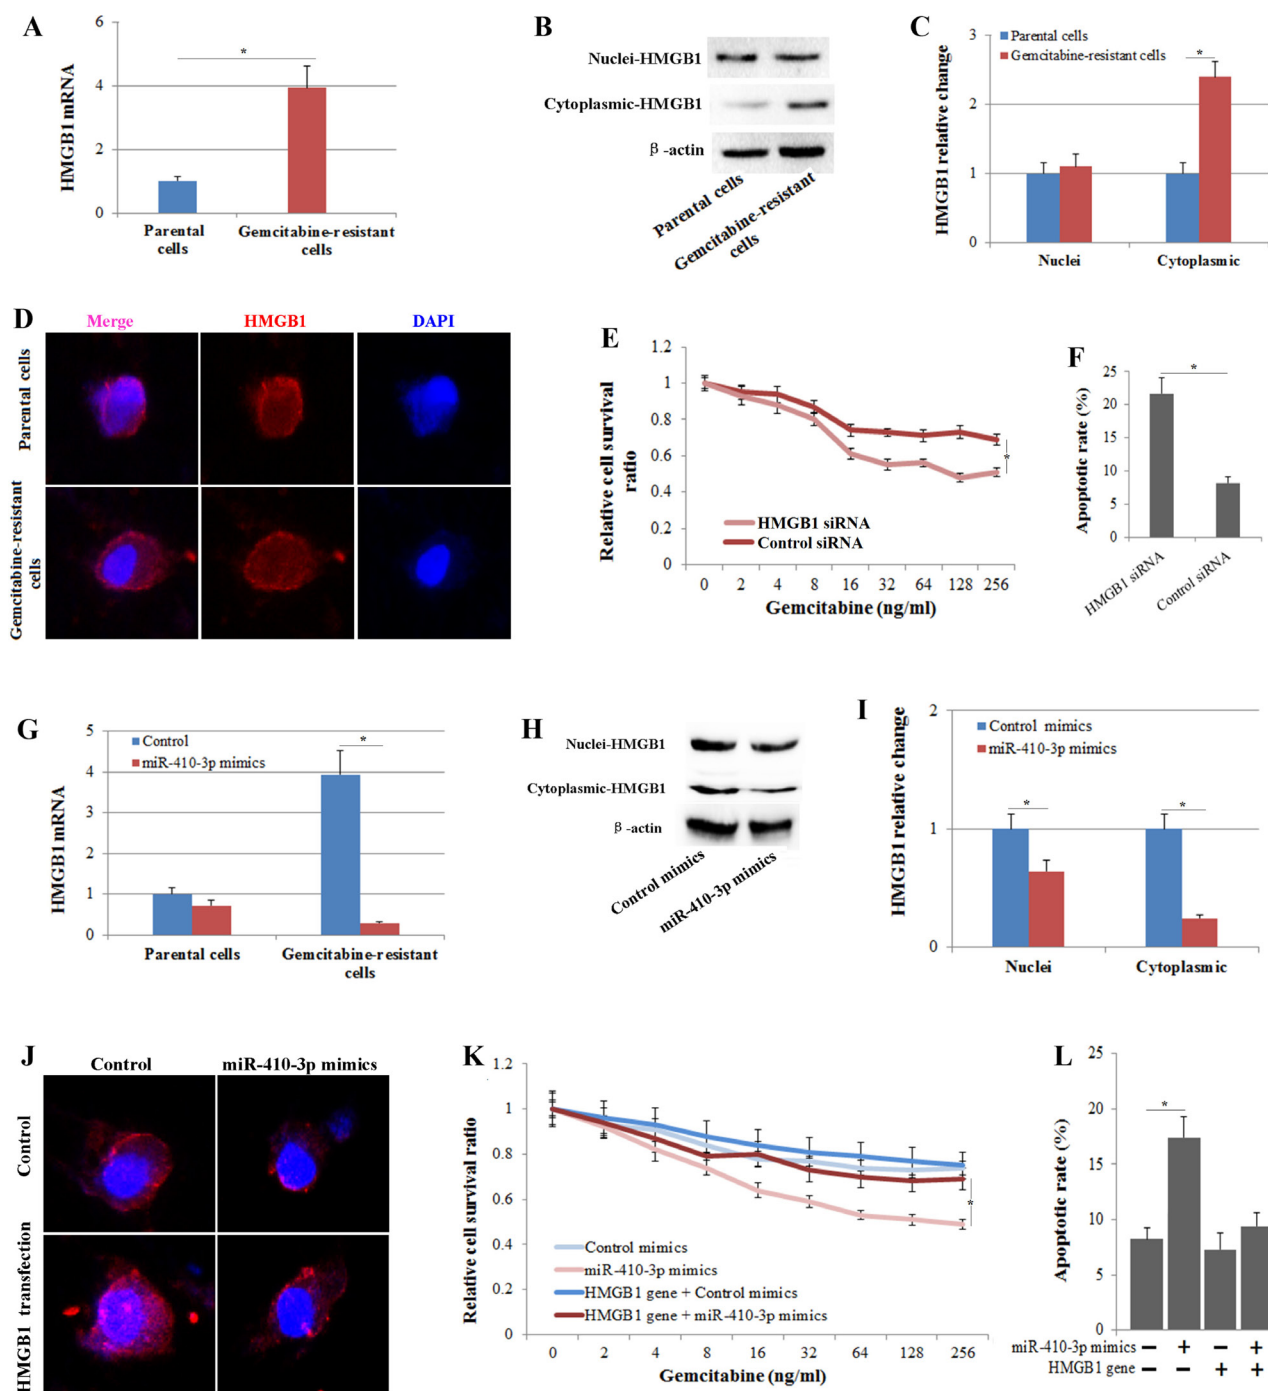 A
HMGB1 mRNA
6
4
2
0
*
Parental
cells
Gemcitabine-resistant
cells
B
Nuclei-HMGB1
Cytoplasmic-HMGB1
β-actin
Parental cells
Gemcitabine-resistant
cells
C
HMGB1 relative change
3
2
1
0
Parental cells
Gemcitabine-resistant cells
*
Nuclei
Cytoplasmic
D
Merge
HMGB1
DAPI
Parental cells
Gemcitabine-resistant
cells
E
Relative cell survival
ratio
1.2
1
0.8
0.6
0.4
0.2
0
*
HMGB1 siRNA
Control siRNA
0 2 4 8 16 32 64 128 256
Gemcitabine (ng/ml)
F
Apoptotic rate (%)
25
20
15
10
5
0
*
HMGB1 siRNA
Control siRNA
G
HMGB1 mRNA
5
4
3
2
1
0
Control
miR-410-3p mimics
*
Parental cells
Gemcitabine-resistant
cells
H
Nuclei-HMGB1
Cytoplasmic-HMGB1
β-actin
Control mimics
miR-410-3p mimics
I
HMGB1 relative change
2
1
0
Control mimics
miR-410-3p mimics
*
*
Nuclei
Cytoplasmic
J
Control
miR-410-3p mimics
Control
HMGB1 transfection
K
Relative cell survival ratio
1.2
1
0.8
0.6
0.4
0.2
0
*
Control mimics
miR-410-3p mimics
HMGB1 gene + Control mimics
HMGB1 gene + miR-410-3p mimics
0 2 4 8 16 32 64 128 256
Gemcitabine (ng/ml)
L
Apoptotic rate (%)
25
20
15
10
5
0
*
miR-410-3p mimics − + − +
HMGB1 gene − − + +